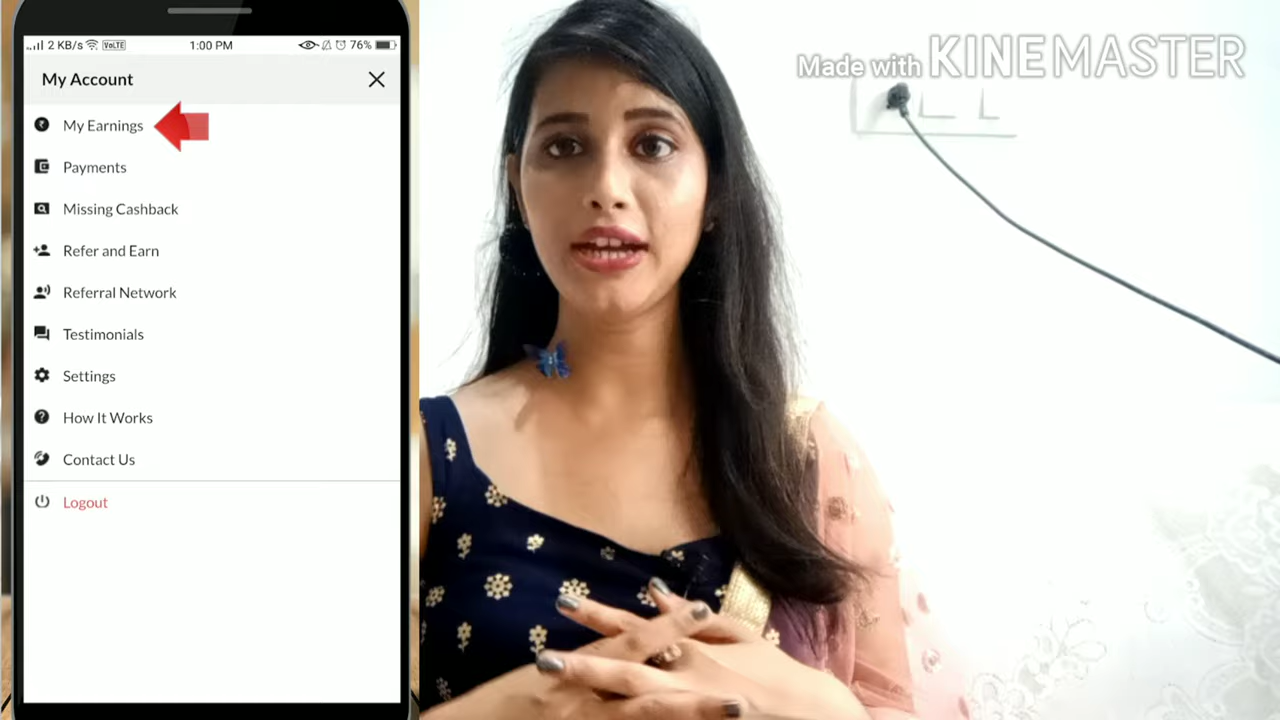 2 KB/s VoLTE 1:00 PM 76%
My Account
My Earnings
Payments
Missing Cashback
Refer and Earn
Referral Network
Testimonials
Settings
How It Works
Contact Us
Logout
Made with KINEMASTER